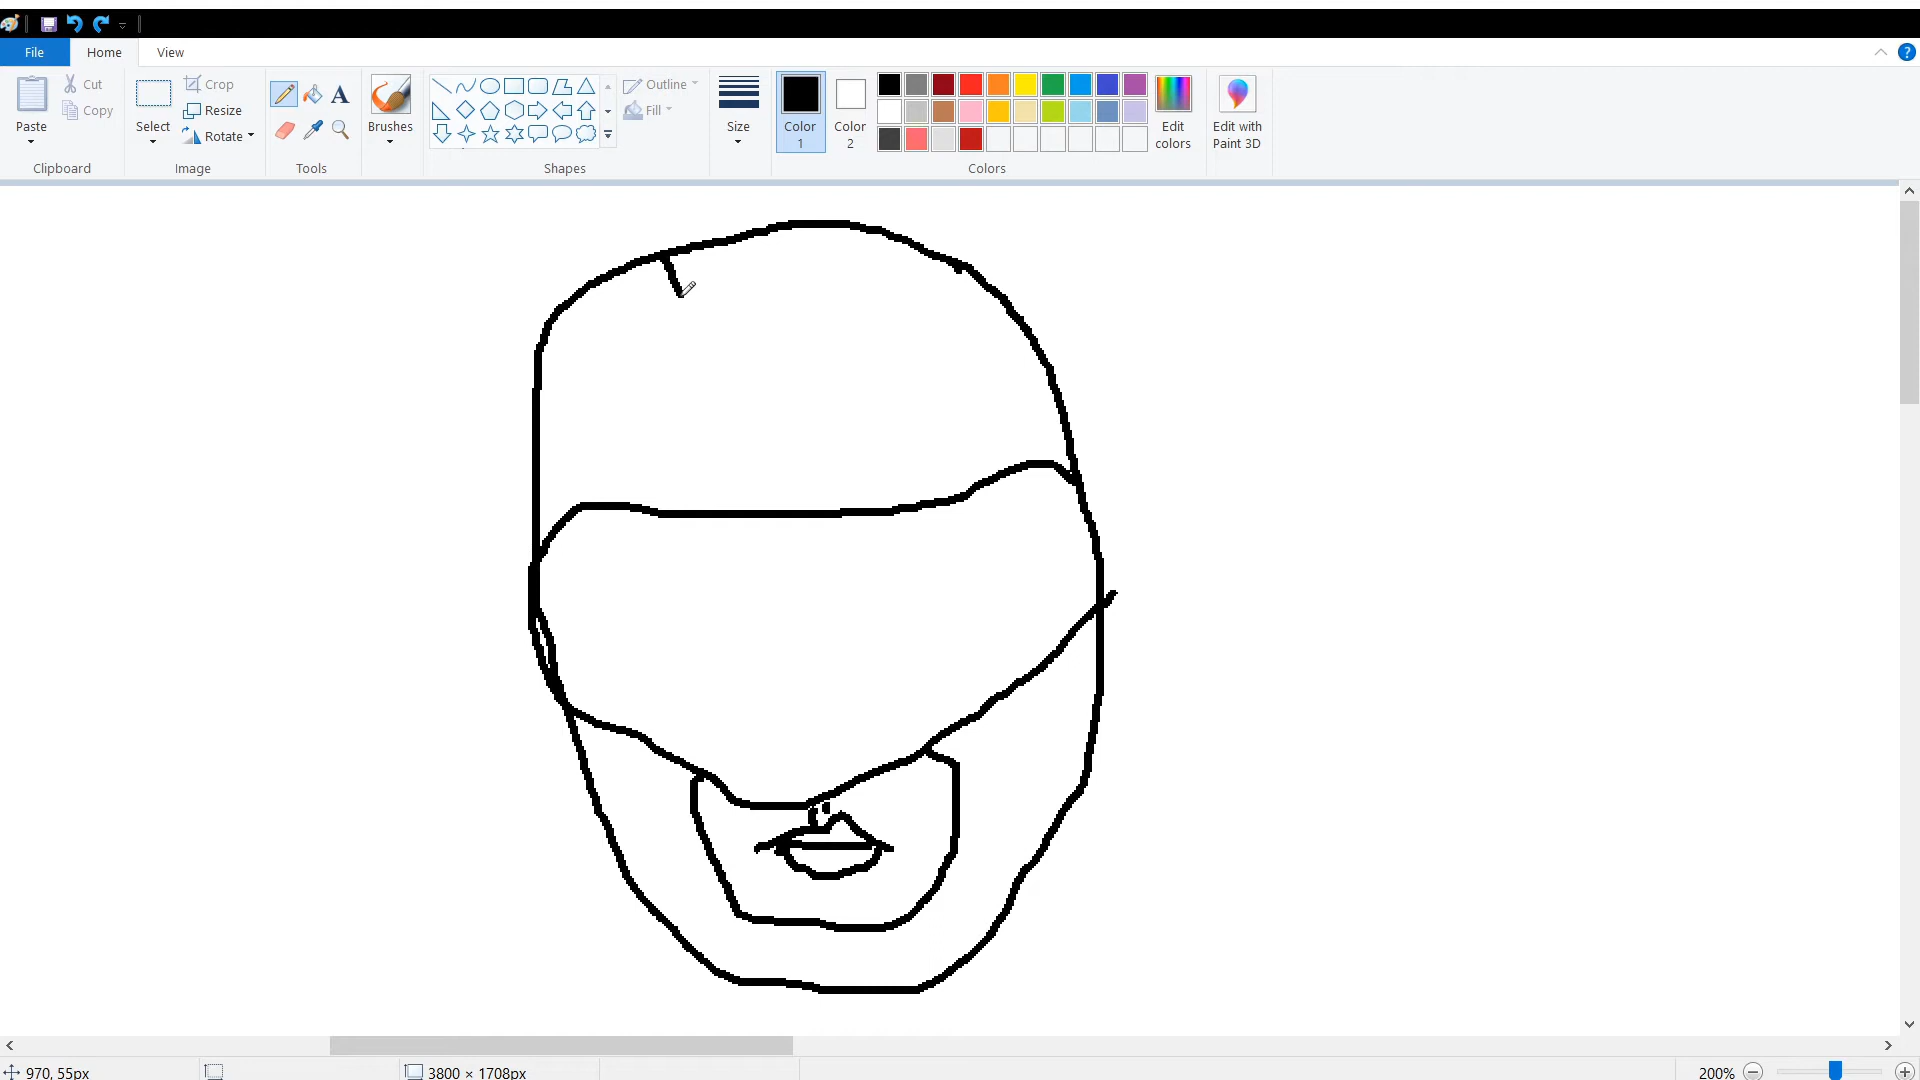 File Home View ?
Cut Crop Outline
Copy Resize Fill
Rotate
A
Paste Select Brushes Size Color 1 Color 2 Edit colors Edit with Paint 3D
Clipboard Image Tools Shapes Colors
970, 55px 3800 × 1708px 200%